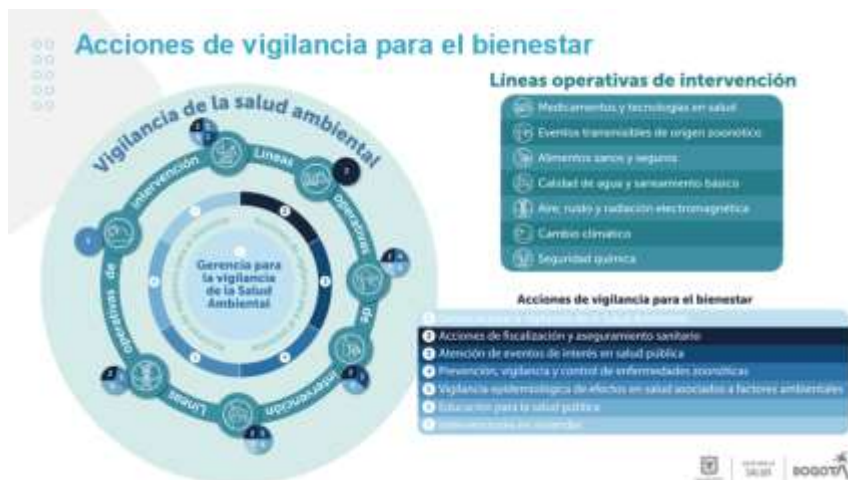 Acciones de vigilancia para el bienestar
Vigilancia de la salud ambiental
Líneas operativas de intervención
Líneas operativas de intervención
Gerencia para
la vigilancia
de la Salud
Ambiental
Líneas operativas de intervención
Medicamentos y tecnologías en salud
Eventos transmisibles de origen zoonótico
Alimentos sanos y seguros
Calidad de agua y saneamiento básico
Aire, ruido y radiación electromagnética
Cambio climático
Seguridad química
Acciones de vigilancia para el bienestar
2 Acciones de fiscalización y aseguramiento sanitario
3 Atención de eventos de interés en salud pública
4 Prevención, vigilancia y control de enfermedades zoonóticas
5 Vigilancia epidemiológica de efectos en salud asociados a factores ambientales
6 Educación para la salud pública
SALUD
BOGOTÁ